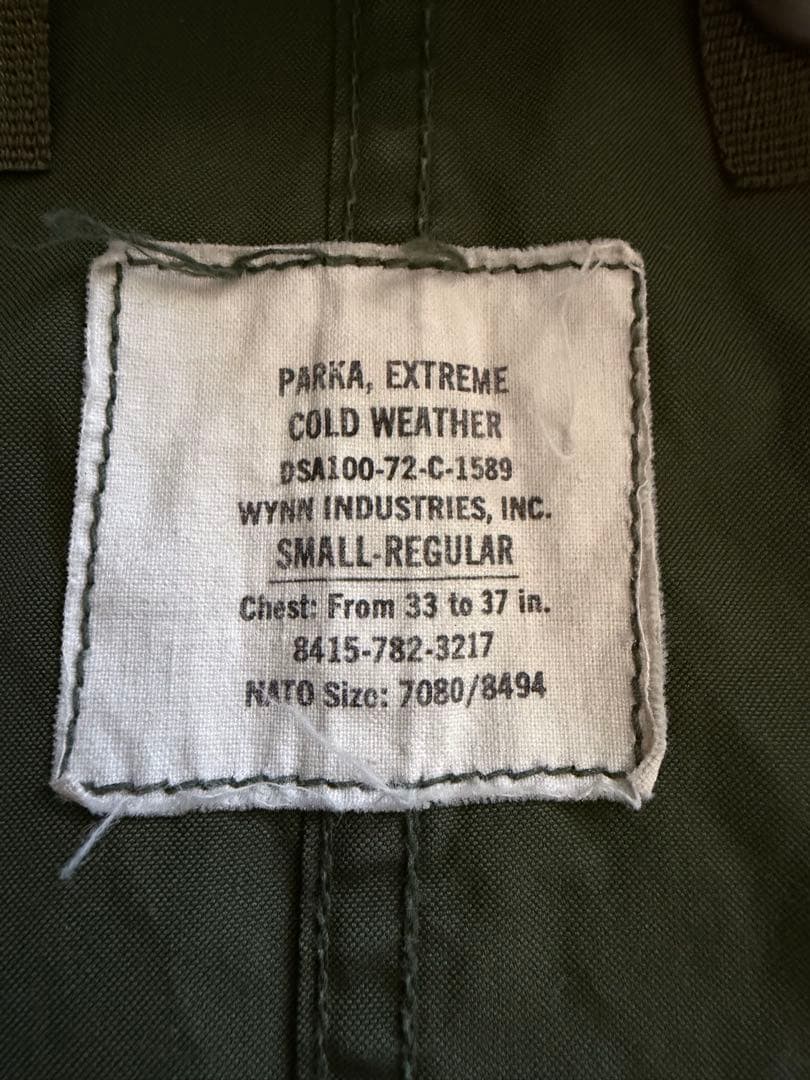 PARKA, EXTREME
COLD WEATHER
DSA100-72-C-1589
WYNN INDUSTRIES, INC.
SMALL-REGULAR
Chest: From 33 to 37 in.
8415-782-3217
NATO Size: 7080/8494